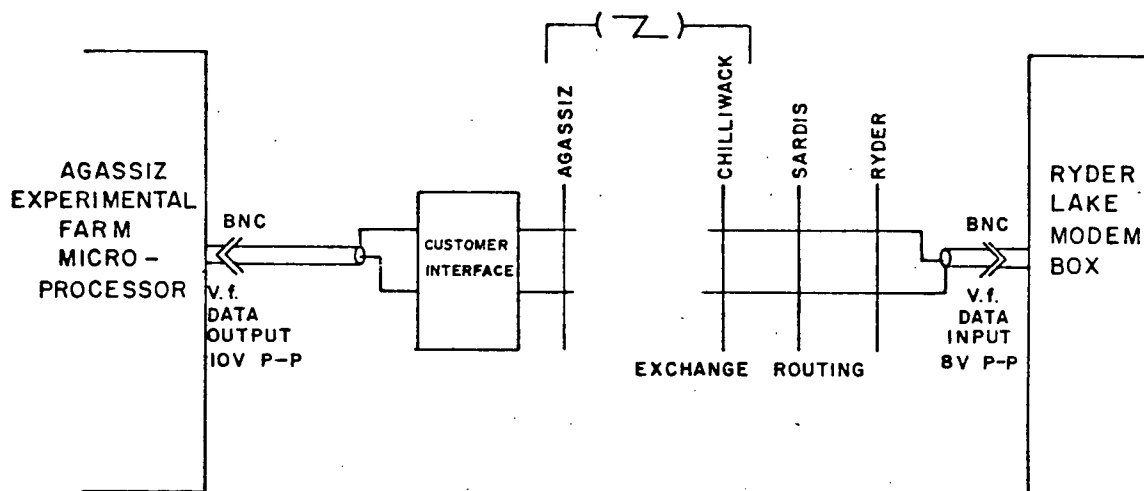 AGASSIZ
EXPERIMENTAL
FARM
MICRO-
PROCESSOR
BNC
V.f.
DATA
OUTPUT
10V P-P
CUSTOMER
INTERFACE
AGASSIZ
CHILLIWACK
SARDIS
RYDER
EXCHANGE ROUTING
BNC
V.f.
DATA
INPUT
8V P-P
RYDER
LAKE
MODEM
BOX